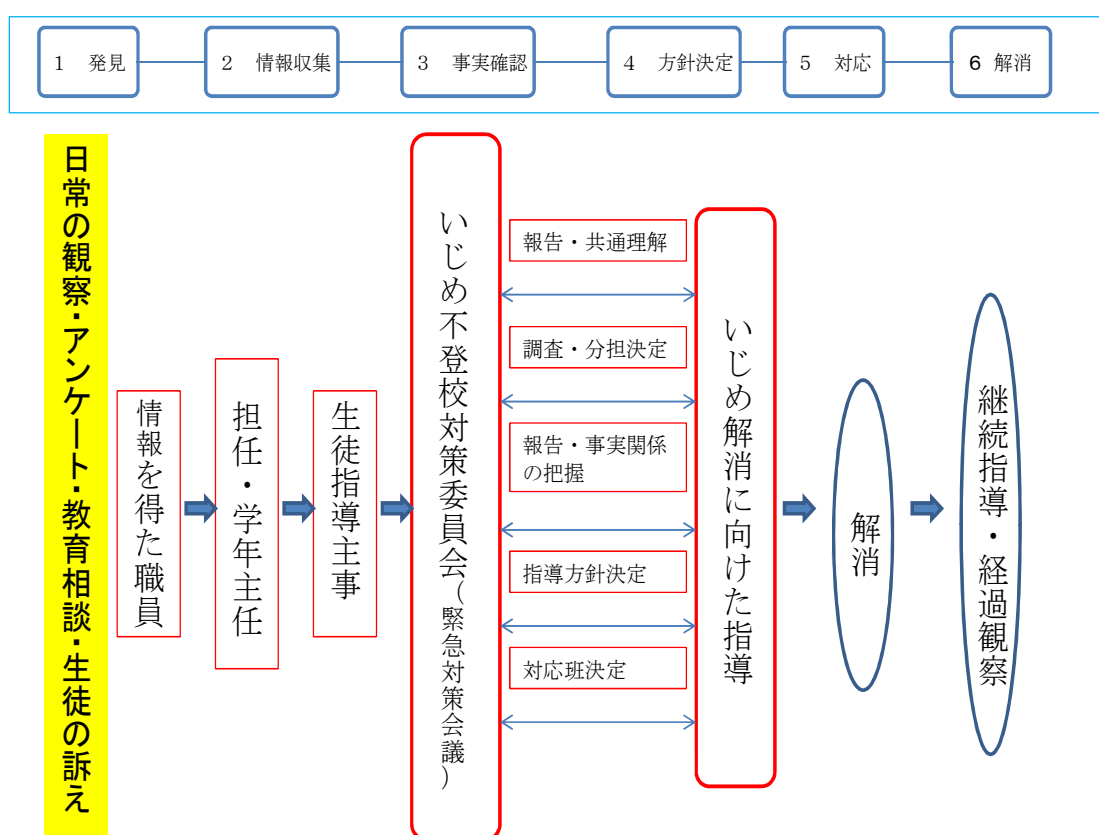 1 発見
2 情報収集
3 事実確認
4 方針決定
5 対応
6 解消
日常の観察・アンケート・教育相談・生徒の訴え
情報を得た職員
担任・学年主任
生徒指導主事
いじめ不登校対策委員会(緊急対策会議)
報告・共通理解
調査・分担決定
報告・事実関係
の把握
指導方針決定
対応班決定
いじめ解消に向けた指導
解消
継続指導・経過観察